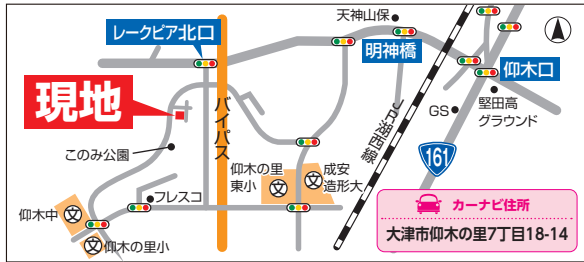 天神山保
レークピア北口
明神橋
仰木口
現地
バイパス
JR湖西線
GS
堅田高
グラウンド
このみ公園
161
仰木の里
東小
文
文
成安
造形大
フレスコ
仰木中
文
文
仰木の里小
カーナビ住所
大津市仰木の里7丁目18-14